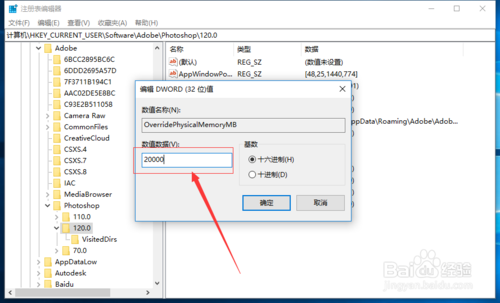 注册表编辑器
文件(F) 编辑(E) 查看(V) 收藏夹(A) 帮助(H)
计算机\HKEY_CURRENT_USER\Software\Adobe\Photoshop\120.0
Adobe
6BCC2B95BC6C
6DDD2695A57D
7F3711B194C1
AAC02DE5E8BC
C93E2B511058
Camera Raw
CommonFiles
CreativeCloud
CSXS.4
CSXS.7
CSXS.8
IAC
MediaBrowser
Photoshop
110.0
120.0
VisitedDirs
70.0
AppDataLow
Autodesk
Baidu
名称 类型 数据
(默认) REG_SZ (数值未设置)
AppWindowPo... REG_SZ [48,25,1440,774]
AppData\Roaming\Adobe\Adob...
编辑 DWORD (32 位)值
数值名称(N):
OverridePhysicalMemoryMB
数值数据(V):
20000
基数
十六进制(H)
十进制(D)
确定 取消
Baidu 经验
jingyan.baidu.com